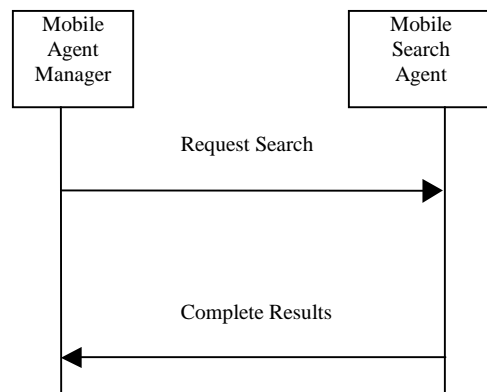 Mobile
Agent
Manager
Mobile
Search
Agent
Request Search
Complete Results